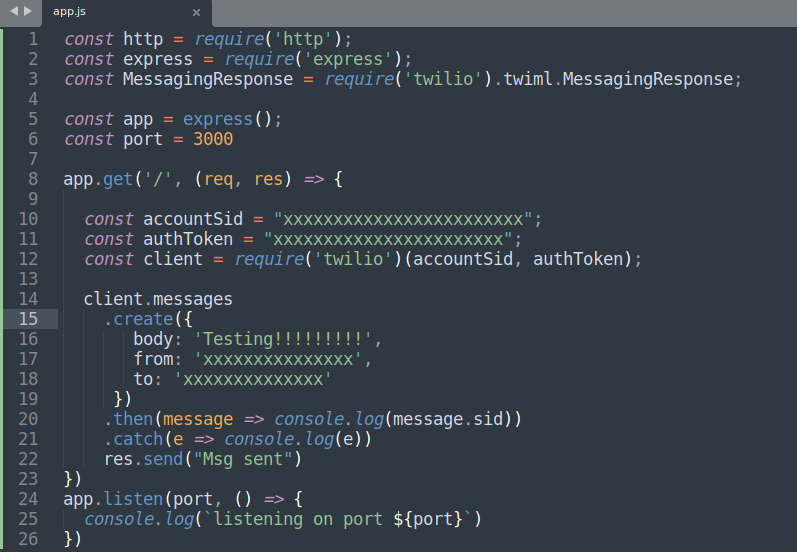 app.js ×
1 const http = require('http');
2 const express = require('express');
3 const MessagingResponse = require('twilio').twiml.MessagingResponse;
4
5 const app = express();
6 const port = 3000
7
8 app.get('/', (req, res) => {
9
10   const accountSid = "xxxxxxxxxxxxxxxxxxxxxxxx";
11   const authToken = "xxxxxxxxxxxxxxxxxxxxxxx";
12   const client = require('twilio')(accountSid, authToken);
13
14   client.messages
15     .create({
16        body: 'Testing!!!!!!!!!',
17        from: 'xxxxxxxxxxxxxxx',
18        to: 'xxxxxxxxxxxxxx'
19      })
20     .then(message => console.log(message.sid))
21     .catch(e => console.log(e))
22     res.send("Msg sent")
23 })
24 app.listen(port, () => {
25   console.log(`listening on port ${port}`)
26 })